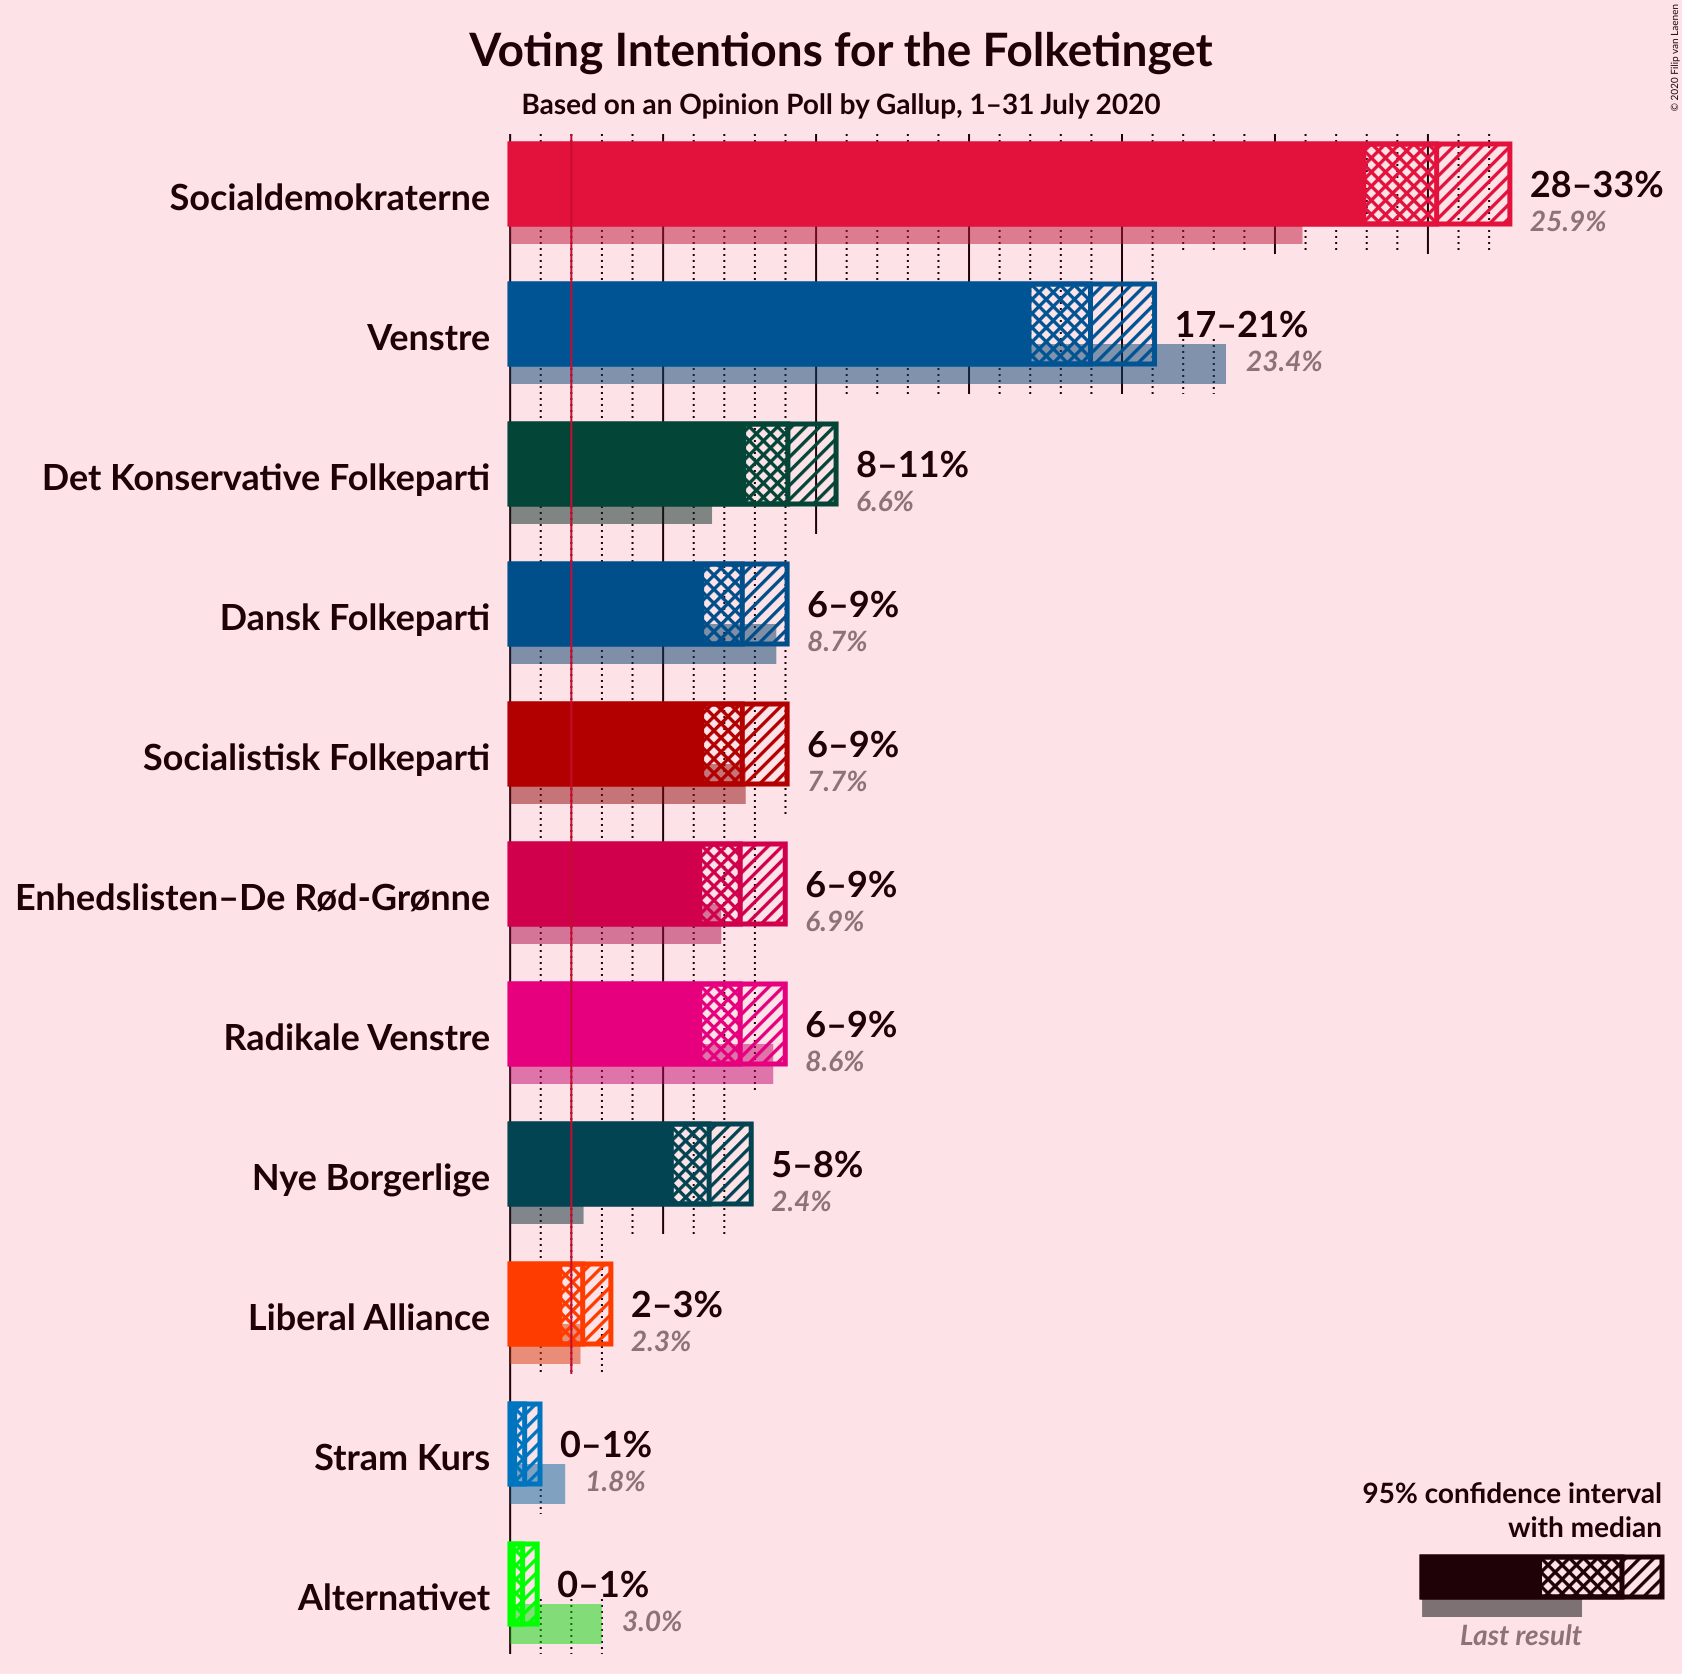 © 2020 Filip van Laenen
Voting Intentions for the Folketinget
Based on an Opinion Poll by Gallup, 1–31 July 2020
Socialdemokraterne
28–33%
25.9%
Venstre
17–21%
23.4%
Det Konservative Folkeparti
8–11%
6.6%
Dansk Folkeparti
6–9%
8.7%
Socialistisk Folkeparti
6–9%
7.7%
Enhedslisten–De Rød-Grønne
6–9%
6.9%
Radikale Venstre
6–9%
8.6%
Nye Borgerlige
5–8%
2.4%
Liberal Alliance
2–3%
2.3%
Stram Kurs
0–1%
1.8%
Alternativet
0–1%
3.0%
95% confidence interval
with median
Last result